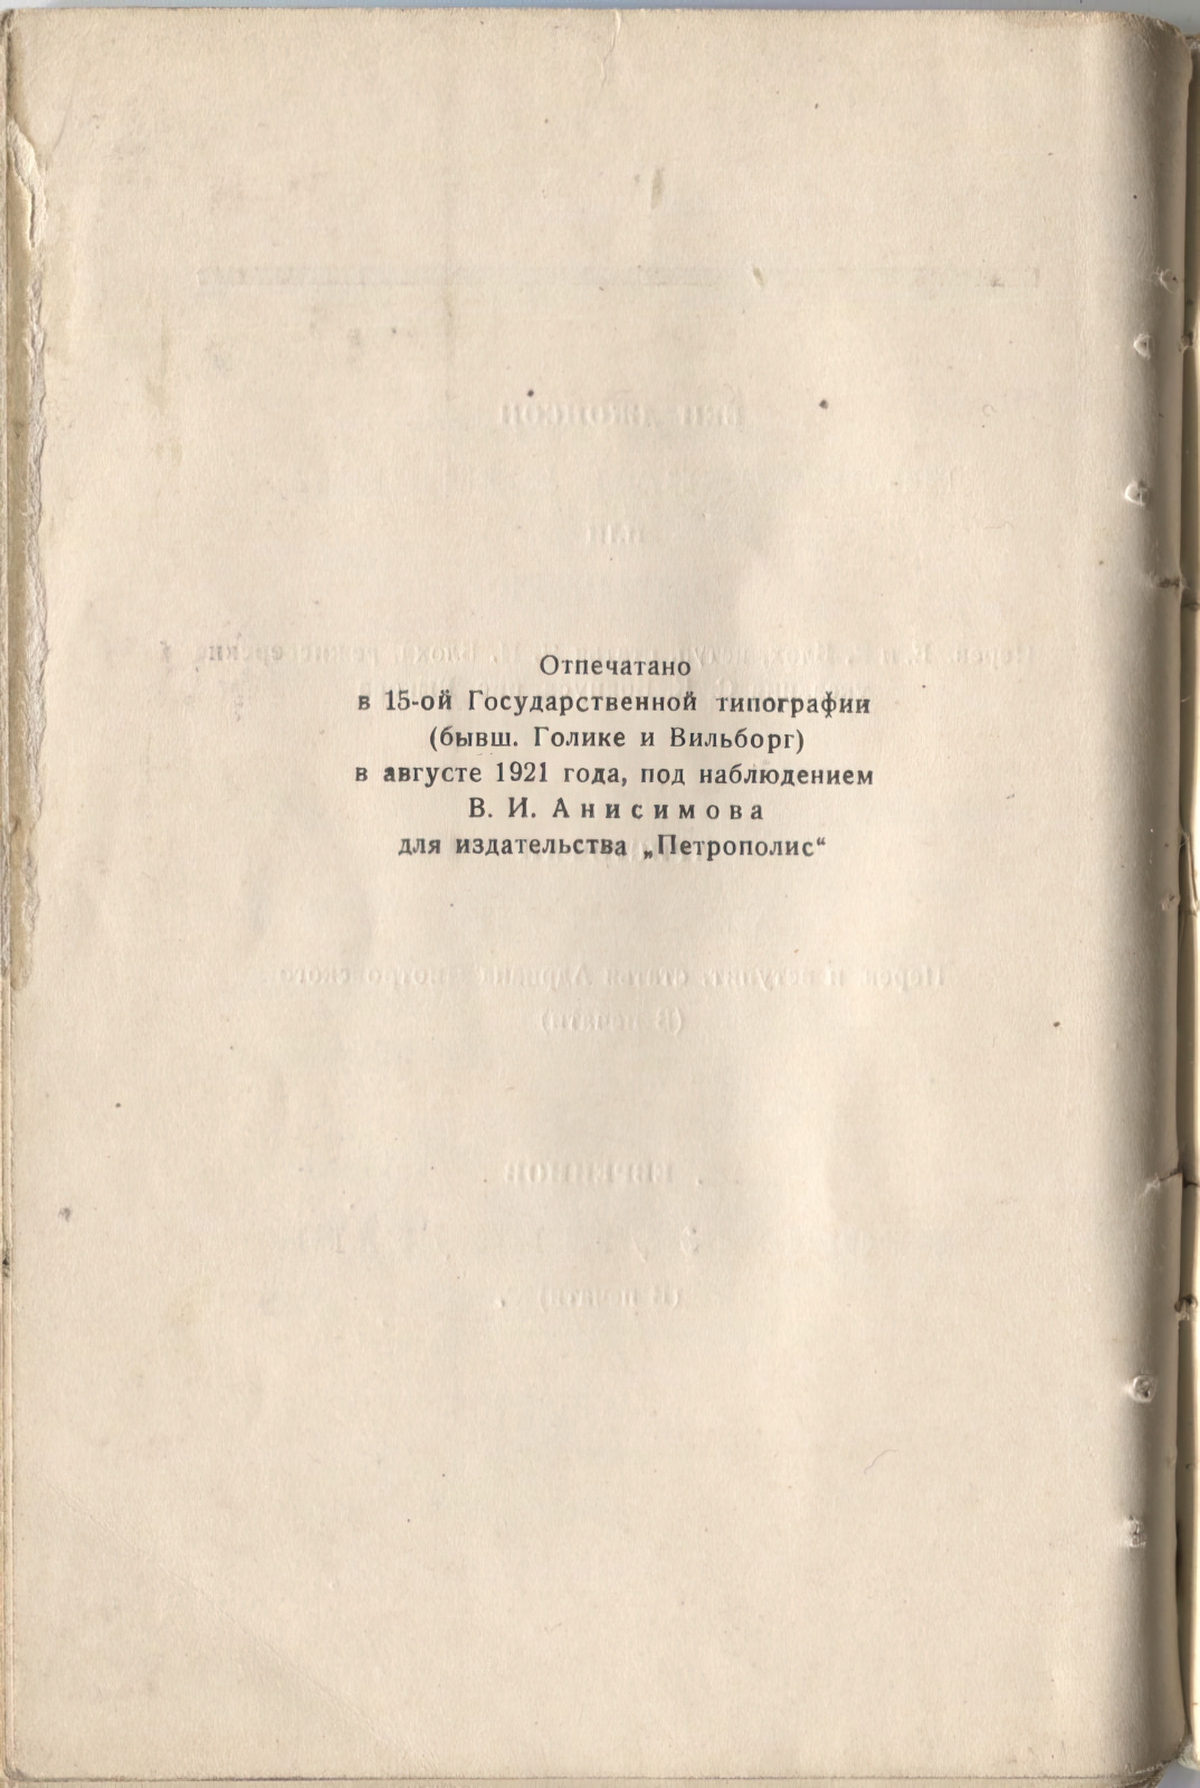 Отпечатано
в 15-ой Государственной типографии
(бывш. Голике и Вильборг)
в августе 1921 года, под наблюдением
В. И. Анисимова
для издательства „Петрополис“